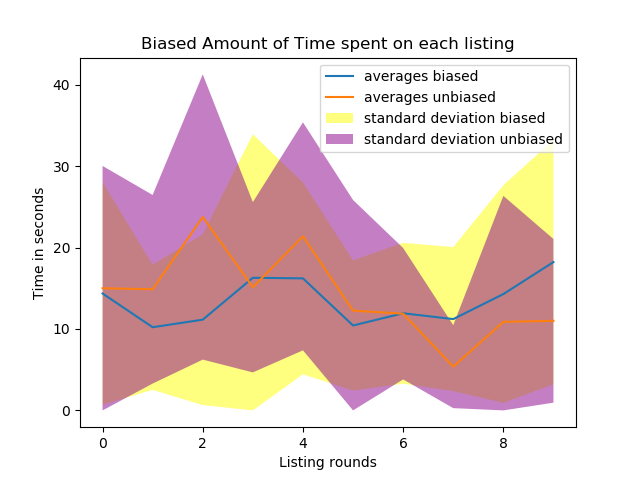 Biased Amount of Time spent on each listing
averages biased
averages unbiased
standard deviation biased
standard deviation unbiased
Time in seconds
40
30
20
10
0
0 2 4 6 8
Listing rounds